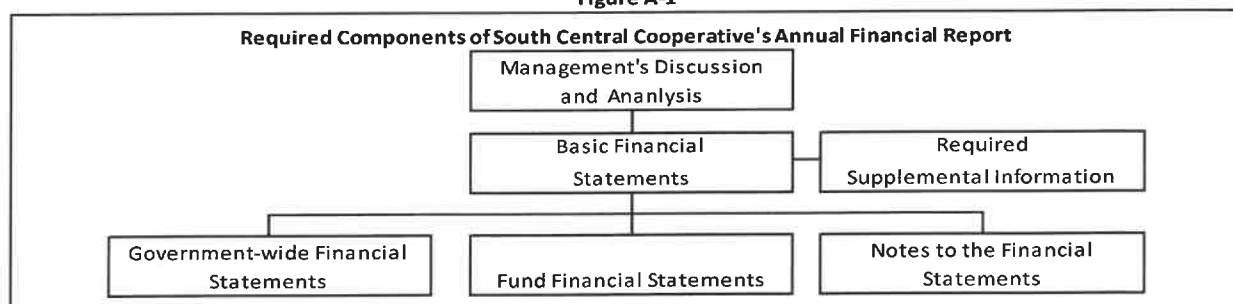 Figure A-1
Required Components of South Central Cooperative's Annual Financial Report
Management's Discussion
and Ananlysis
Basic Financial
Statements
Required
Supplemental Information
Government-wide Financial
Statements
Fund Financial Statements
Notes to the Financial
Statements